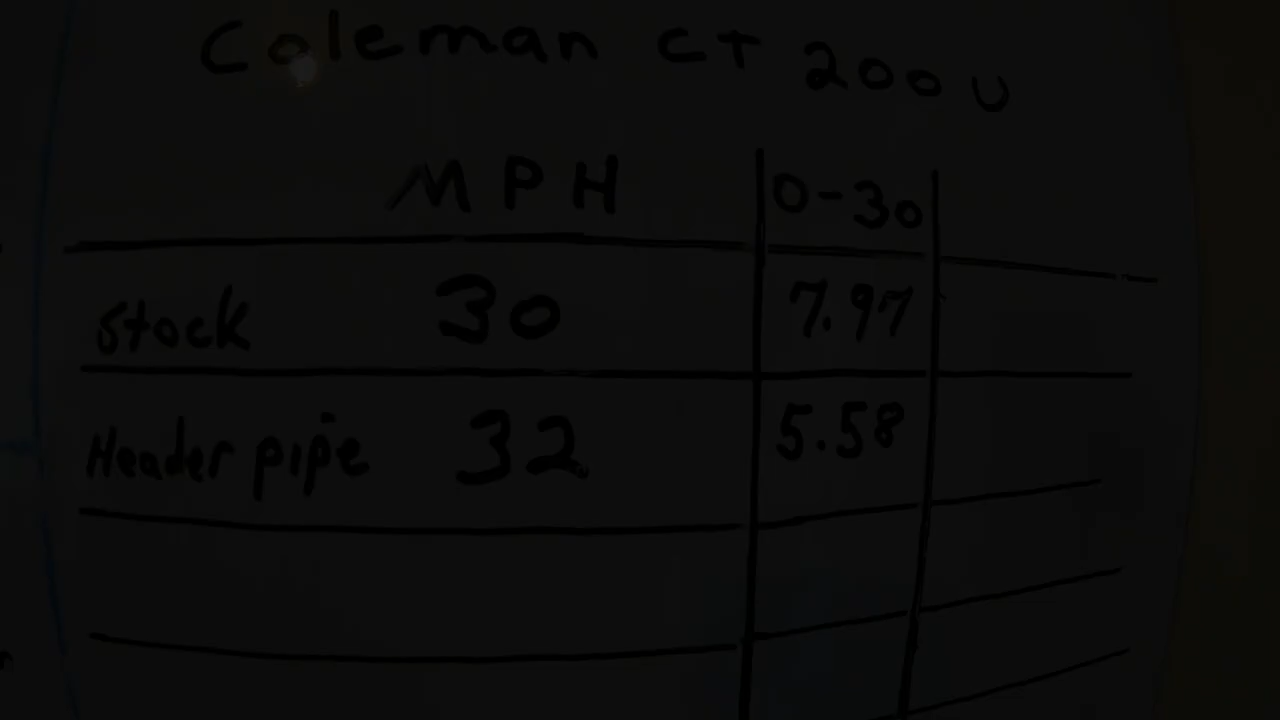 Coleman CT 200U
MPH 0-30
Stock 30 7.97
Header pipe 32 5.58